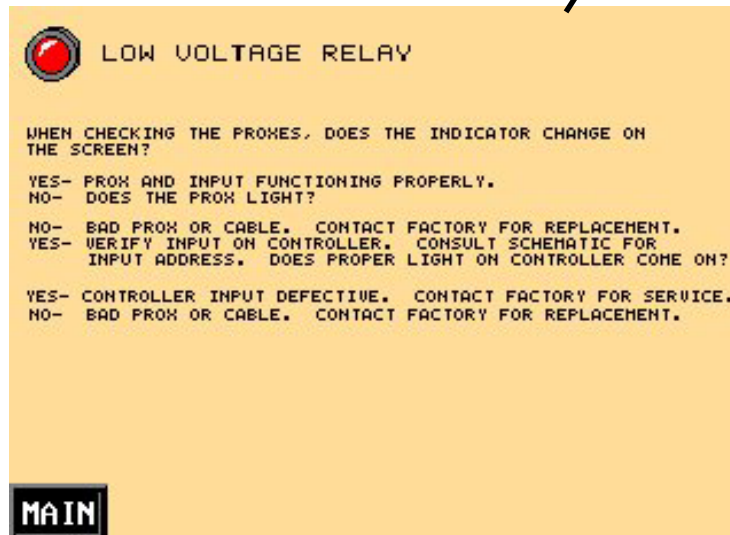 LOW VOLTAGE RELAY
WHEN CHECKING THE PROXES, DOES THE INDICATOR CHANGE ON
THE SCREEN?
YES- PROX AND INPUT FUNCTIONING PROPERLY.
NO- DOES THE PROX LIGHT?
NO- BAD PROX OR CABLE. CONTACT FACTORY FOR REPLACEMENT.
YES- VERIFY INPUT ON CONTROLLER. CONSULT SCHEMATIC FOR
INPUT ADDRESS. DOES PROPER LIGHT ON CONTROLLER COME ON?
YES- CONTROLLER INPUT DEFECTIVE. CONTACT FACTORY FOR SERVICE.
NO- BAD PROX OR CABLE. CONTACT FACTORY FOR REPLACEMENT.
MAIN